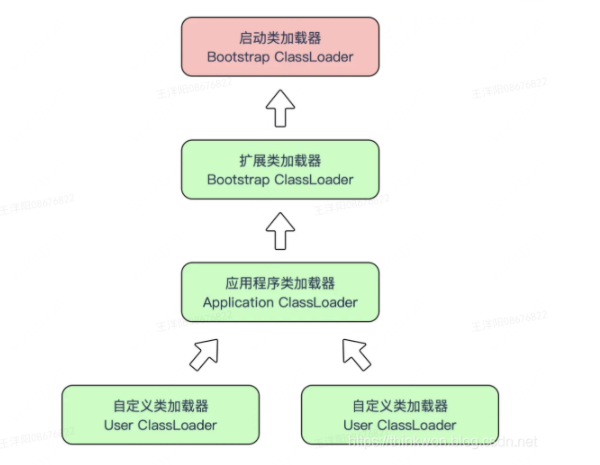 启动类加载器
Bootstrap ClassLoader
扩展类加载器
Bootstrap ClassLoader
应用程序类加载器
Application ClassLoader
自定义类加载器
User ClassLoader
自定义类加载器
User ClassLoader
https://thinkwon.blog.csdn.net